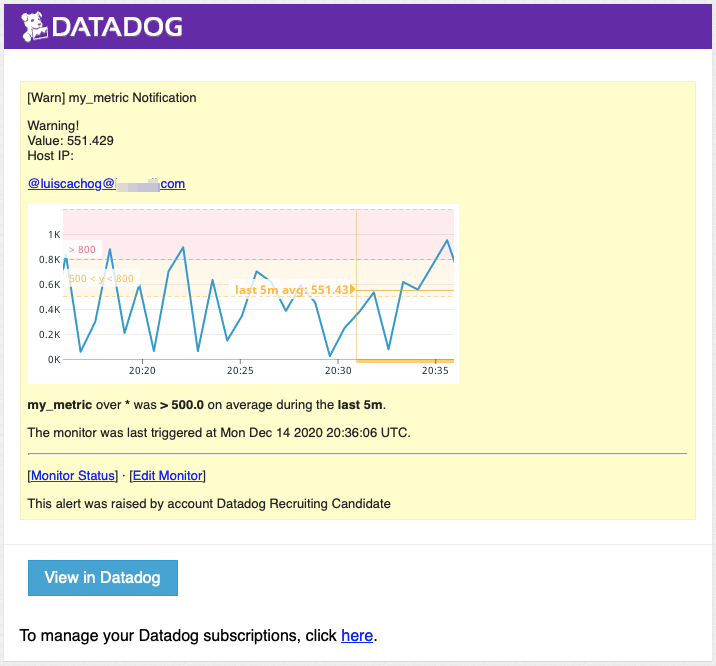 DATADOG
[Warn] my_metric Notification
Warning!
Value: 551.429
Host IP:
@luiscachog@ com
1K
> 800
0.8K
500 < y < 800
0.6K
last 5m avg: 551.43
0.4K
0.2K
0K
20:20 20:25 20:30 20:35
my_metric over * was > 500.0 on average during the last 5m.
The monitor was last triggered at Mon Dec 14 2020 20:36:06 UTC.
[Monitor Status] · [Edit Monitor]
This alert was raised by account Datadog Recruiting Candidate
View in Datadog
To manage your Datadog subscriptions, click here.